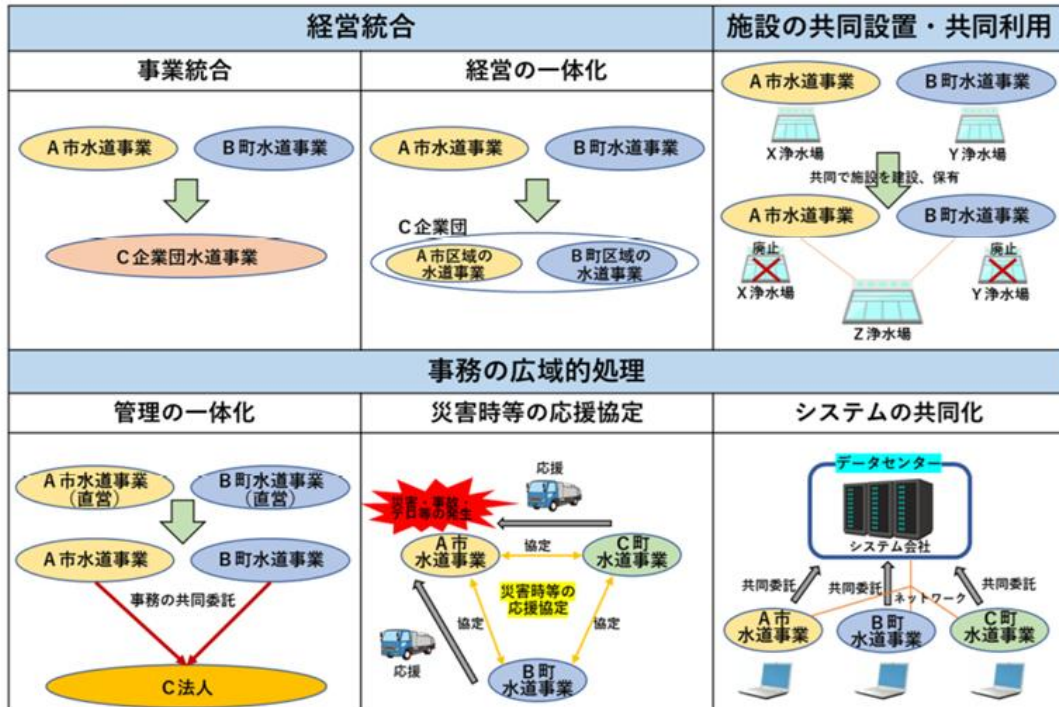 経営統合
施設の共同設置・共同利用
事業統合
経営の一体化
A市水道事業
B町水道事業
C企業団水道事業
A市水道事業
B町水道事業
C企業団
A市区域の
水道事業
B町区域の
水道事業
A市水道事業
B町水道事業
X浄水場
Y浄水場
共同で施設を建設、保有
A市水道事業
B町水道事業
廃止
廃止
X浄水場
Y浄水場
Z浄水場
事務の広域的処理
管理の一体化
災害時等の応援協定
システムの共同化
A市水道事業
(直営)
B町水道事業
(直営)
A市水道事業
B町水道事業
事務の共同委託
C法人
応援
災害・事故・
テロ等の発生
A市
水道事業
協定
C町
水道事業
災害時等の
応援協定
協定
協定
応援
B町
水道事業
データセンター
システム会社
共同委託
共同委託
共同委託
ネットワーク
A市
水道事業
B町
水道事業
C町
水道事業